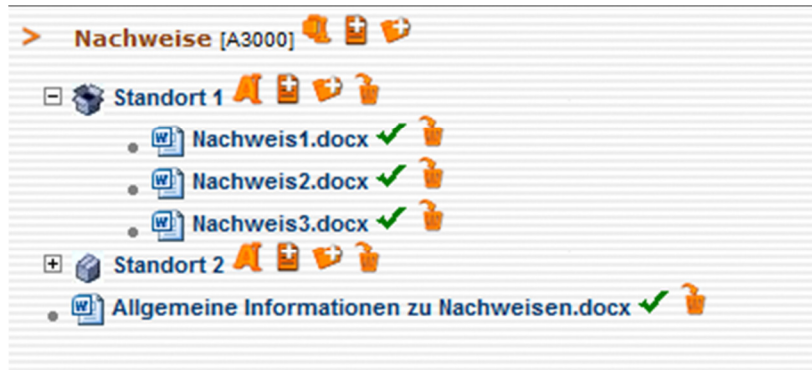 > Nachweise [A3000]
Standort 1
Nachweis1.docx
Nachweis2.docx
Nachweis3.docx
Standort 2
Allgemeine Informationen zu Nachweisen.docx